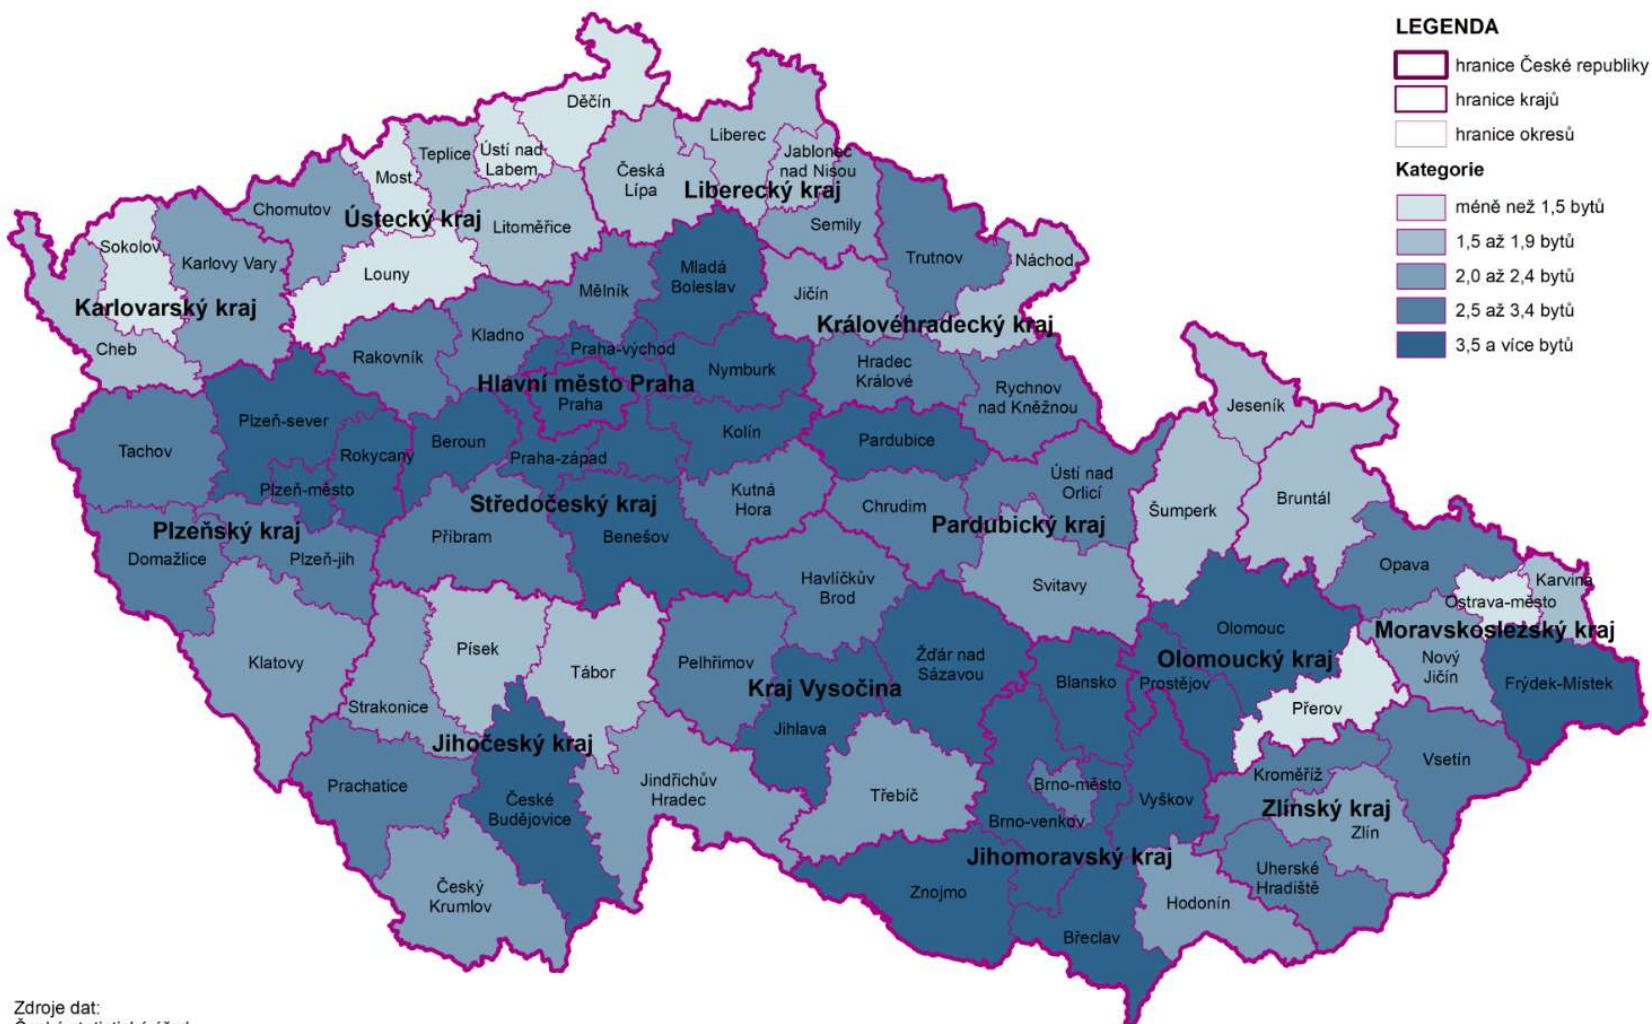 LEGENDA
hranice České republiky
hranice krajů
hranice okresů
Kategorie
méně než 1,5 bytů
1,5 až 1,9 bytů
2,0 až 2,4 bytů
2,5 až 3,4 bytů
3,5 a více bytů
Děčín
Liberec
Teplice
Ústí nad
Labem
Jablonec
nad Nisou
Most
Česká
Lípa
Liberecký kraj
Chomutov
Ústecký kraj
Litoměřice
Semily
Sokolov
Karlovy Vary
Louny
Mladá
Boleslav
Trutnov
Náchod
Mělník
Jičín
Karlovarský kraj
Královéhradecký kraj
Cheb
Rakovník
Kladno
Praha-východ
Nymburk
Hradec
Králové
Hlavní město Praha
Praha
Rychnov
nad Kněžnou
Jeseník
Plzeň-sever
Beroun
Kolín
Pardubice
Tachov
Rokycany
Praha-západ
Plzeň-město
Kutná
Hora
Ústí nad
Orlicí
Středočeský kraj
Chrudim
Pardubický kraj
Šumperk
Bruntál
Plzeňský kraj
Domažlice
Plzeň-jih
Příbram
Benešov
Havlíčkův
Brod
Svitavy
Opava
Karviná
Ostrava-město
Moravskoslezský kraj
Klatovy
Písek
Tábor
Pelhřimov
Žďár nad
Sázavou
Olomouc
Olomoucký kraj
Nový
Jičín
Frýdek-Místek
Kraj Vysočina
Blansko
Prostějov
Strakonice
Jihlava
Přerov
Jihočeský kraj
Prachatice
České
Budějovice
Jindřichův
Hradec
Třebíč
Brno-město
Vyškov
Kroměříž
Vsetín
Brno-venkov
Zlínský kraj
Zlín
Jihomoravský kraj
Český
Krumlov
Znojmo
Uherské
Hradiště
Hodonín
Břeclav
Zdroje dat: